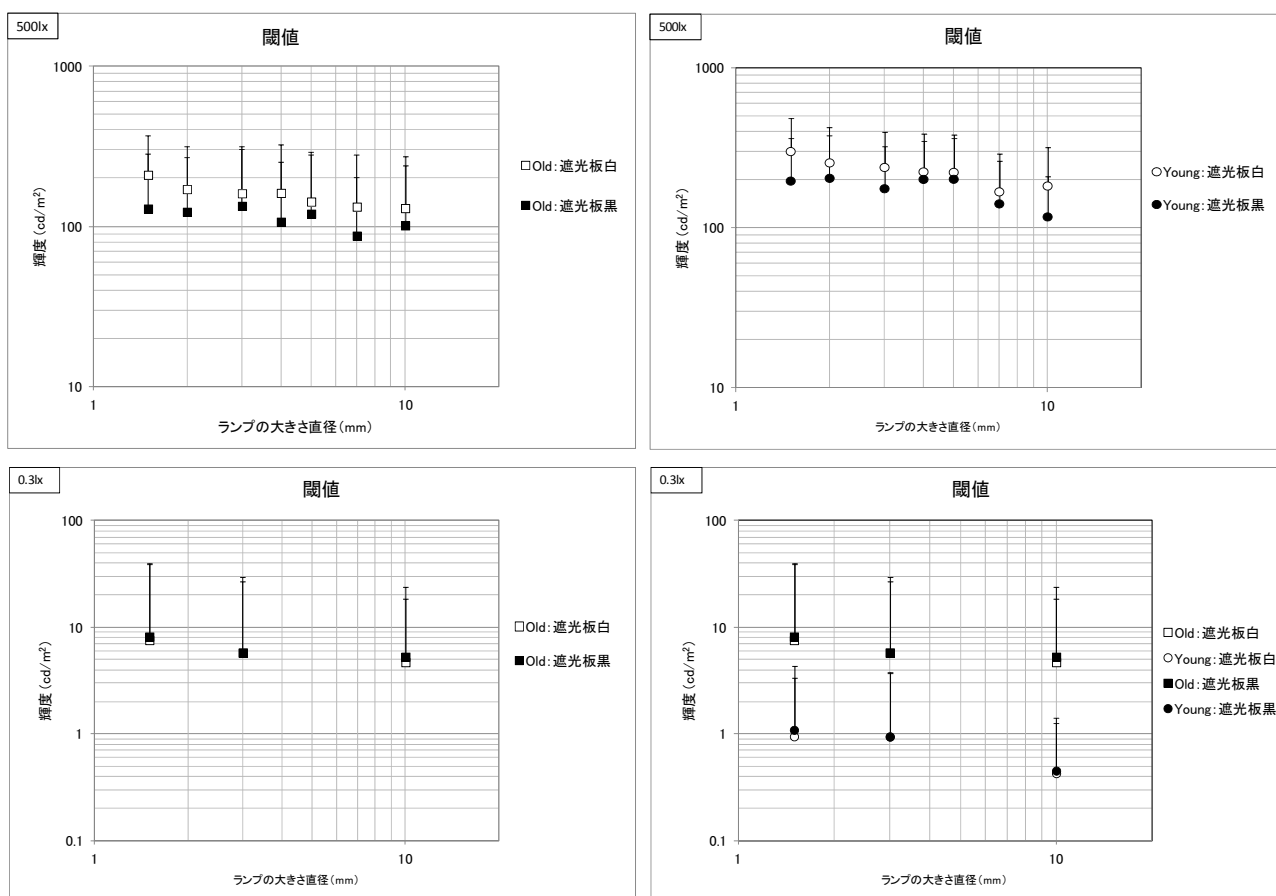 500lx
閾値
1000
100
10
1
10
輝度(cd/m²)
ランプの大きさ直径(mm)
□Old:遮光板白
■Old:遮光板黒
500lx
閾値
1000
100
10
1
10
輝度(cd/m²)
ランプの大きさ直径(mm)
○Young:遮光板白
●Young:遮光板黒
0.3lx
閾値
100
10
1
0.1
1
10
輝度(cd/m²)
ランプの大きさ直径(mm)
□Old:遮光板白
■Old:遮光板黒
0.3lx
閾値
100
10
1
0.1
1
10
輝度(cd/m²)
ランプの大きさ直径(mm)
□Old:遮光板白
○Young:遮光板白
■Old:遮光板黒
●Young:遮光板黒